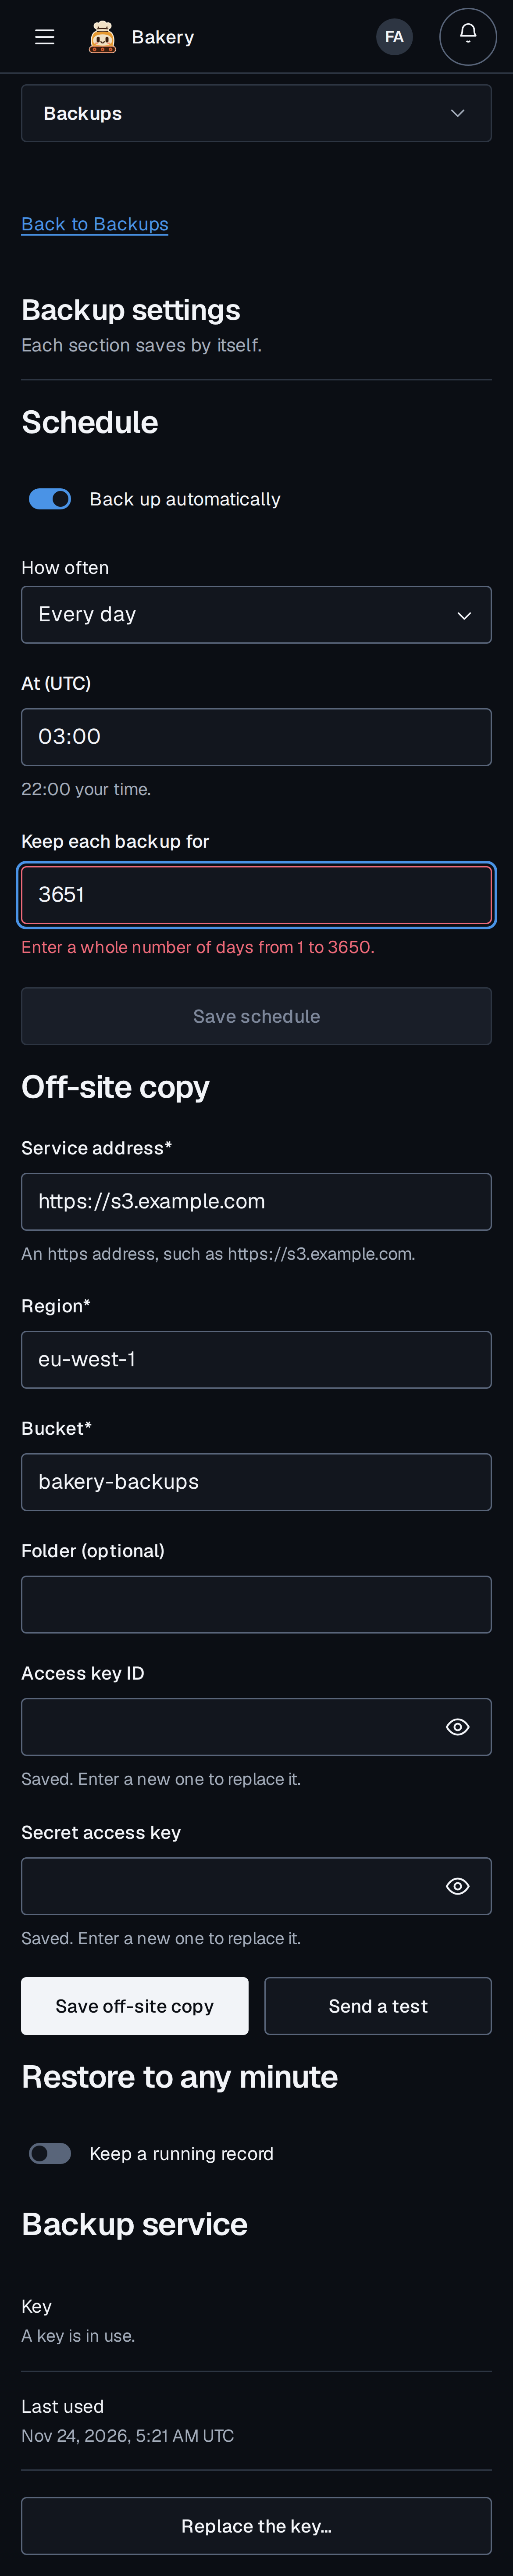 Bakery
FA
Backups
Back to Backups
Backup settings
Each section saves by itself.
Schedule
Back up automatically
How often
Every day
At (UTC)
03:00
22:00 your time.
Keep each backup for
3651
Enter a whole number of days from 1 to 3650.
Save schedule
Off-site copy
Service address*
https://s3.example.com
An https address, such as https://s3.example.com.
Region*
eu-west-1
Bucket*
bakery-backups
Folder (optional)
Access key ID
Saved. Enter a new one to replace it.
Secret access key
Saved. Enter a new one to replace it.
Save off-site copy
Send a test
Restore to any minute
Keep a running record
Backup service
Key
A key is in use.
Last used
Nov 24, 2026, 5:21 AM UTC
Replace the key...